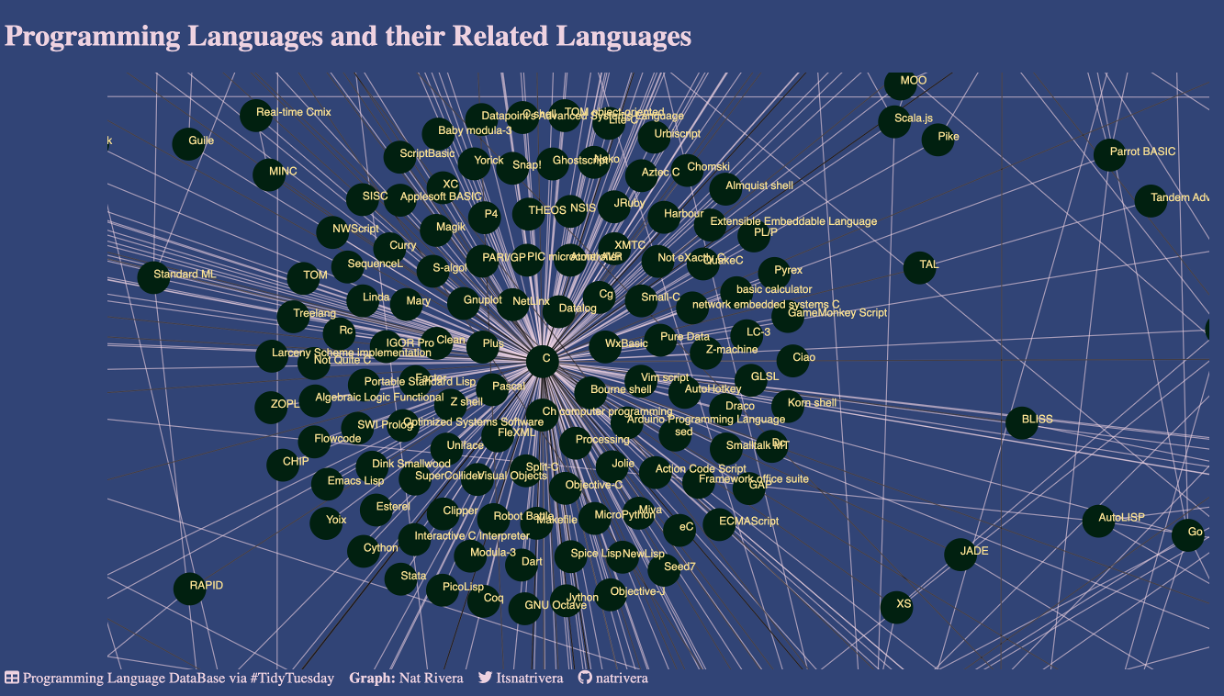 Programming Languages and their Related Languages
MOO
Real-time Cmix
Datapoint's Advanced Systems Language
TOM object-oriented
Lite-C
Scala.js
Baby modula-3
Urbiscript
Pike
k
Guile
ScriptBasic
Yorick
Snap!
Ghostscript
Neko
Parrot BASIC
MINC
Aztec C
Chomski
XC
Almquist shell
SISC
Applesoft BASIC
Tandem Adv
P4
THEOS
NSIS
JRuby
Harbour
Extensible Embeddable Language
NWScript
Magik
PL/P
Curry
XMTC
SequenceL
S-algol
PARI/GP
PIC microcontroller
Not eXactly C
QuakeC
TAL
Standard ML
TOM
Pyrex
Linda
Mary
Gnuplot
NetLinx
Datalog
Cg
Small-C
basic calculator
network embedded systems C
Treelang
GameMonkey Script
Rc
IGOR Pro
Clean
Plus
WxBasic
Pure Data
LC-3
Larceny Scheme implementation
Z-machine
Not Quite C
C
Ciao
Portable Standard Lisp
Factor
Pascal
Bourne shell
Vim script
AutoHotkey
GLSL
ZOPL
Algebraic Logic Functional
Z shell
Draco
Korn shell
Ch computer programming
SWI Prolog
Optimized Systems Software
Arduino Programming Language
BLISS
Flowcode
FleXML
sed
Uniface
Processing
Smalltalk MT
Dc
CHIP
Dink Smallwood
Split-C
Jolie
Action Code Script
Emacs Lisp
SuperCollider
Visual Objects
Objective-C
Framework office suite
GAP
Esterel
Clipper
Yoix
Robot Battle
Makefile
MicroPython
Miva
eC
ECMAScript
AutoLISP
Interactive C Interpreter
Go
Cython
Modula-3
Dart
Spice Lisp
NewLisp
Seed7
JADE
Stata
RAPID
PicoLisp
Coq
GNU Octave
Jython
Objective-J
XS
Programming Language DataBase via #TidyTuesday Graph: Nat Rivera Itsnatrivera natrivera